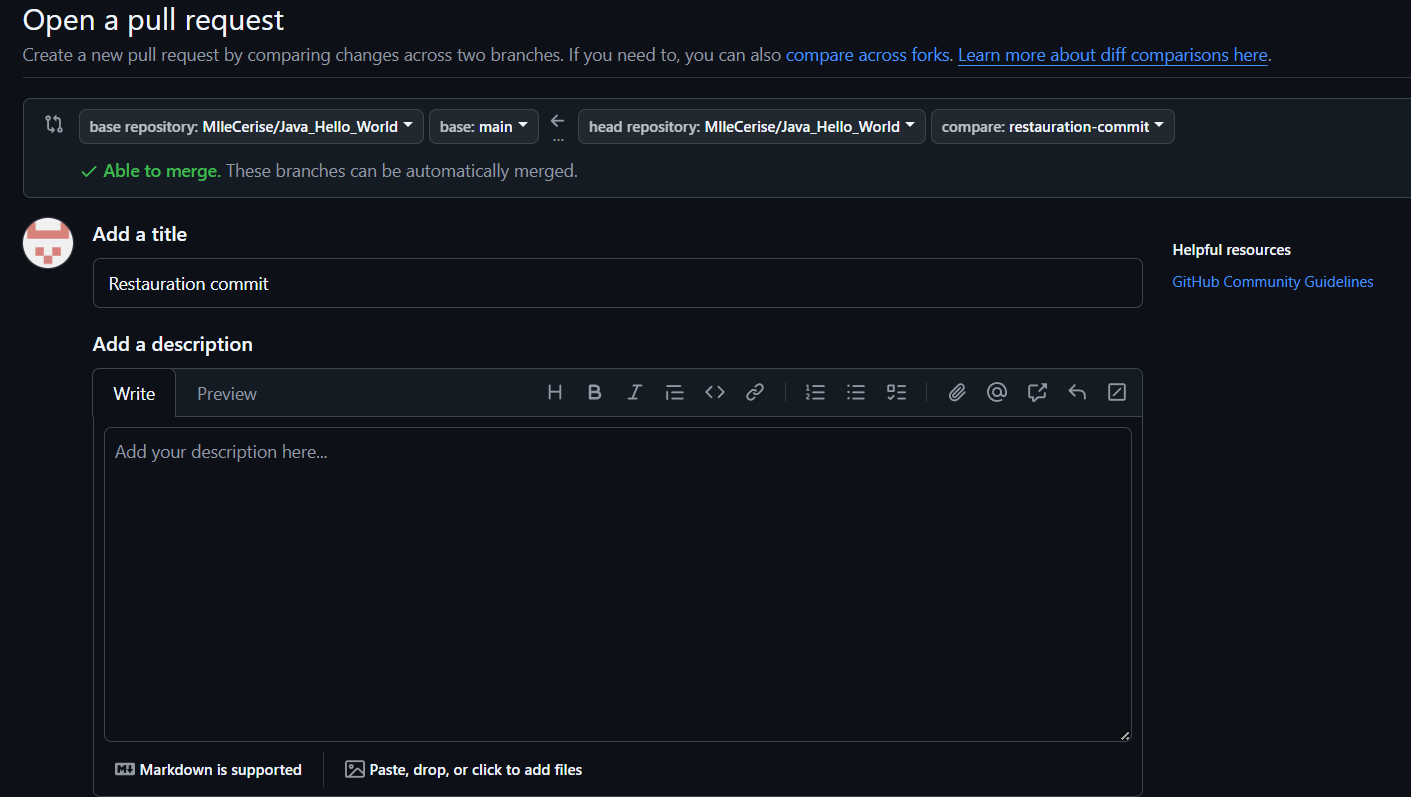 Open a pull request
Create a new pull request by comparing changes across two branches. If you need to, you can also compare across forks. Learn more about diff comparisons here.
base repository: MlleCerise/Java_Hello_World base: main ... head repository: MlleCerise/Java_Hello_World compare: restauration-commit
Able to merge. These branches can be automatically merged.
Add a title
Helpful resources
Restauration commit
GitHub Community Guidelines
Add a description
Write Preview
Add your description here...
Markdown is supported Paste, drop, or click to add files